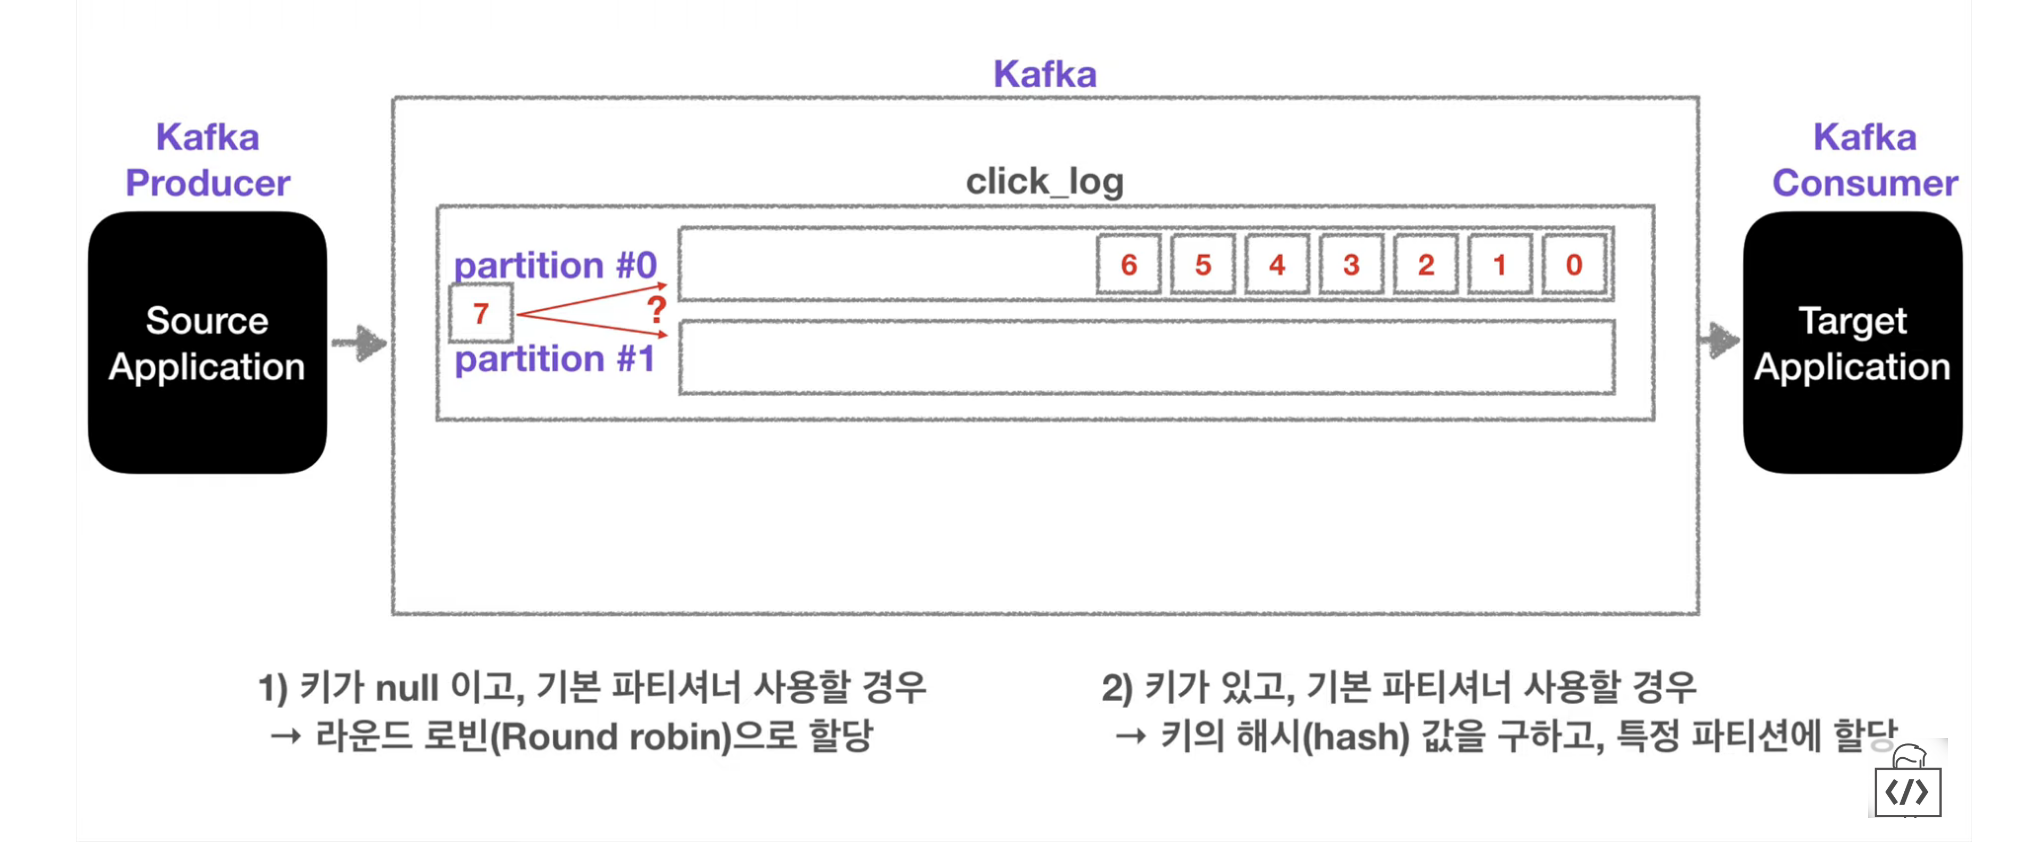 Kafka
Kafka
Producer
Kafka
Consumer
click_log
Source
Application
partition #0
7
?
partition #1
6 5 4 3 2 1 0
Target
Application
1) 키가 null 이고, 기본 파티셔너 사용할 경우
→ 라운드 로빈(Round robin)으로 할당
2) 키가 있고, 기본 파티셔너 사용할 경우
→ 키의 해시(hash) 값을 구하고, 특정 파티션에 할당
</>